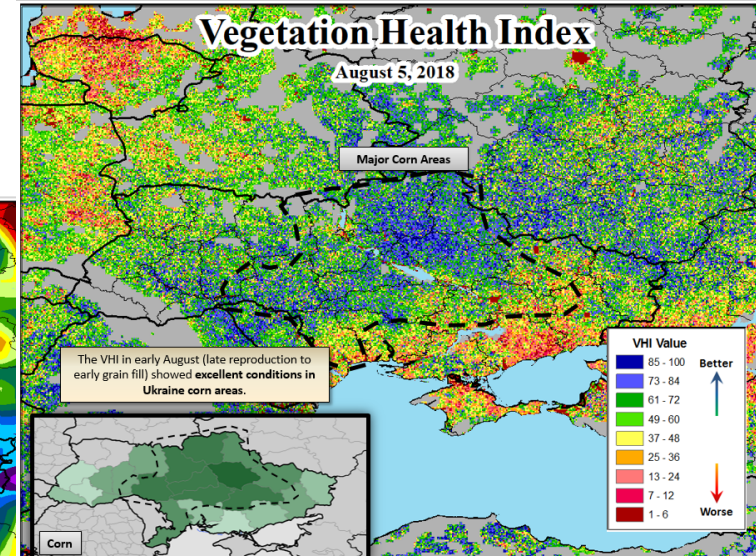 Vegetation Health Index
August 5, 2018
Major Corn Areas
The VHI in early August (late reproduction to
early grain fill) showed excellent conditions in
Ukraine corn areas.
VHI Value
85 - 100
73 - 84
61 - 72
49 - 60
37 - 48
25 - 36
13 - 24
7 - 12
1 - 6
Better
Worse
Corn